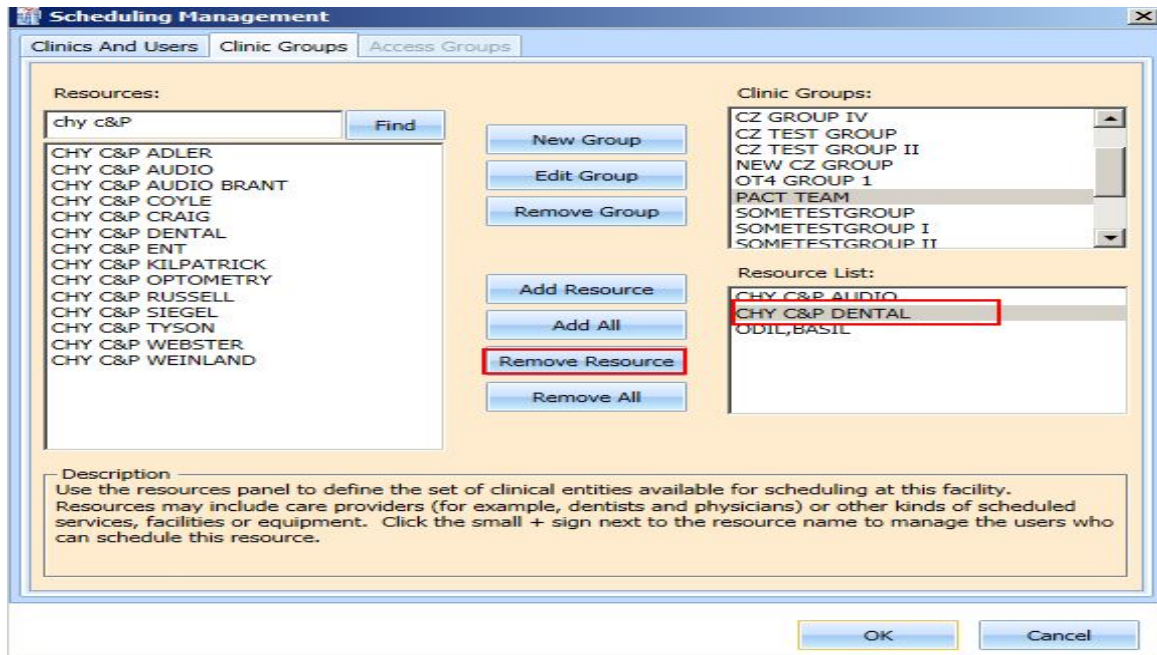 Scheduling Management
Clinics And Users
Clinic Groups
Access Groups
Resources:
chy c&P
Find
CHY C&P ADLER
CHY C&P AUDIO
CHY C&P AUDIO BRANT
CHY C&P COYLE
CHY C&P CRAIG
CHY C&P DENTAL
CHY C&P ENT
CHY C&P KILPATRICK
CHY C&P OPTOMETRY
CHY C&P RUSSELL
CHY C&P SIEGEL
CHY C&P TYSON
CHY C&P WEBSTER
CHY C&P WEINLAND
New Group
Edit Group
Remove Group
Add Resource
Add All
Remove Resource
Remove All
Clinic Groups:
CZ GROUP IV
CZ TEST GROUP
CZ TEST GROUP II
NEW CZ GROUP
OT4 GROUP 1
PACT TEAM
SOMETESTGROUP
SOMETESTGROUP I
SOMETESTGROUP II
Resource List:
CHY C&P AUDIO
CHY C&P DENTAL
ODIL,BASIL
Description
Use the resources panel to define the set of clinical entities available for scheduling at this facility.
Resources may include care providers (for example, dentists and physicians) or other kinds of scheduled
services, facilities or equipment. Click the small + sign next to the resource name to manage the users who
can schedule this resource.
OK
Cancel